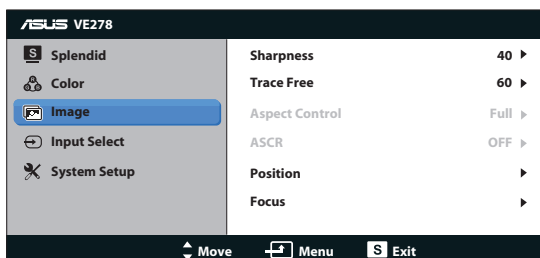 ASUS VE278
S Splendid
Color
Image
Input Select
System Setup
Sharpness 40
Trace Free 60
Aspect Control Full
ASCR OFF
Position
Focus
Move Menu S Exit